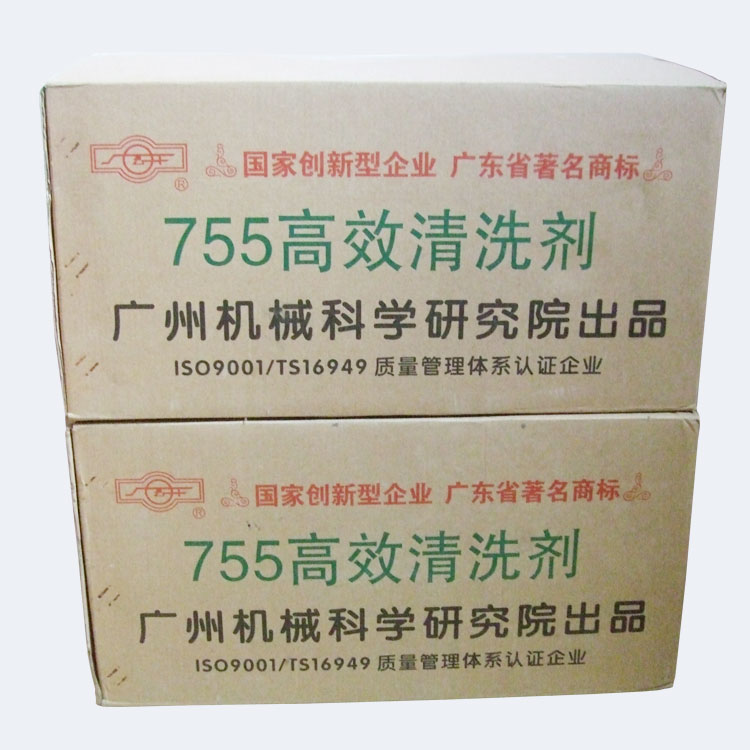 国家创新型企业 广东省著名商标
®
755高效清洗剂
广州机械科学研究院出品
ISO9001/TS16949 质量管理体系认证企业
国家创新型企业 广东省著名商标
®
755高效清洗剂
广州机械科学研究院出品
ISO9001/TS16949 质量管理体系认证企业